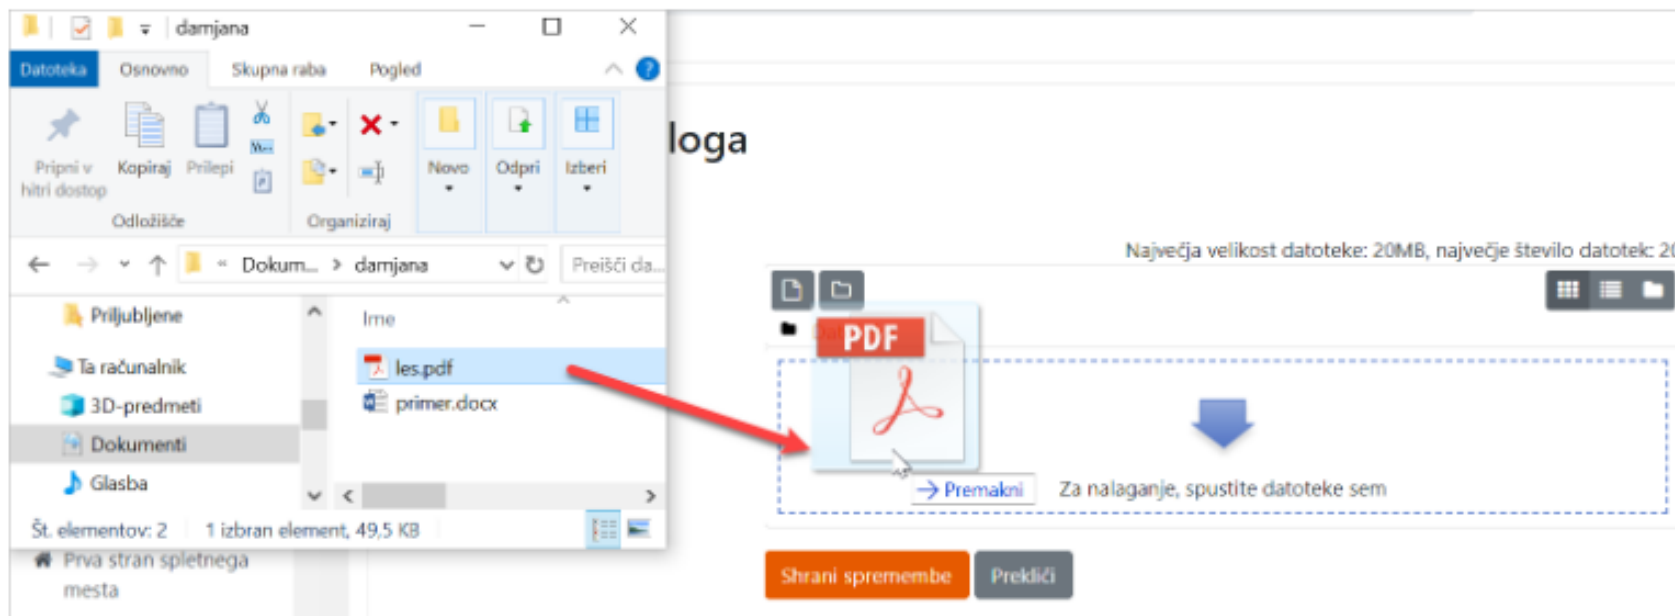 damjana
Datoteka Osnovno Skupna raba Pogled
Pripni v hitri dostop
Kopiraj
Prilepi
Novo
Odpri
Izberi
Odložišče
Organiziraj
Dokum... > damjana
Preišči da...
Priljubljene
Ta računalnik
3D-predmeti
Dokumenti
Glasba
Ime
les.pdf
primer.docx
Št. elementov: 2 1 izbran element, 49,5 KB
Prva stran spletnega
mesta
loga
Največja velikost datoteke: 20MB, največje število datotek: 20
PDF
Premakni
Za nalaganje, spustite datoteke sem
Shrani spremembe
Prekliči